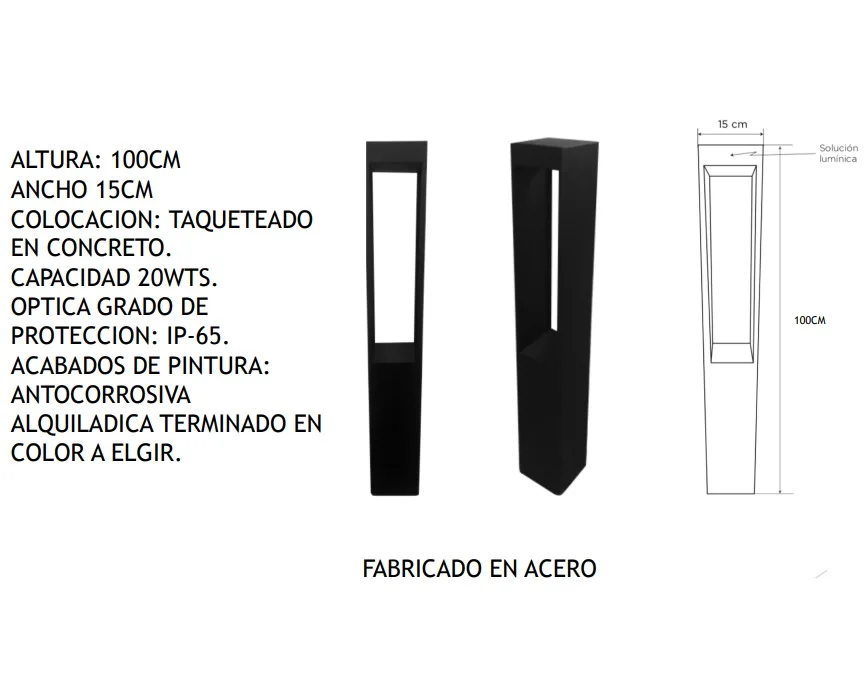 ALTURA: 100CM
ANCHO 15CM
COLOCACION: TAQUETEADO
EN CONCRETO.
CAPACIDAD 20WTS.
OPTICA GRADO DE
PROTECCION: IP-65.
ACABADOS DE PINTURA:
ANTOCORROSIVA
ALQUILADICA TERMINADO EN
COLOR A ELGIR.
15 cm
Solución
lumínica
100CM
FABRICADO EN ACERO